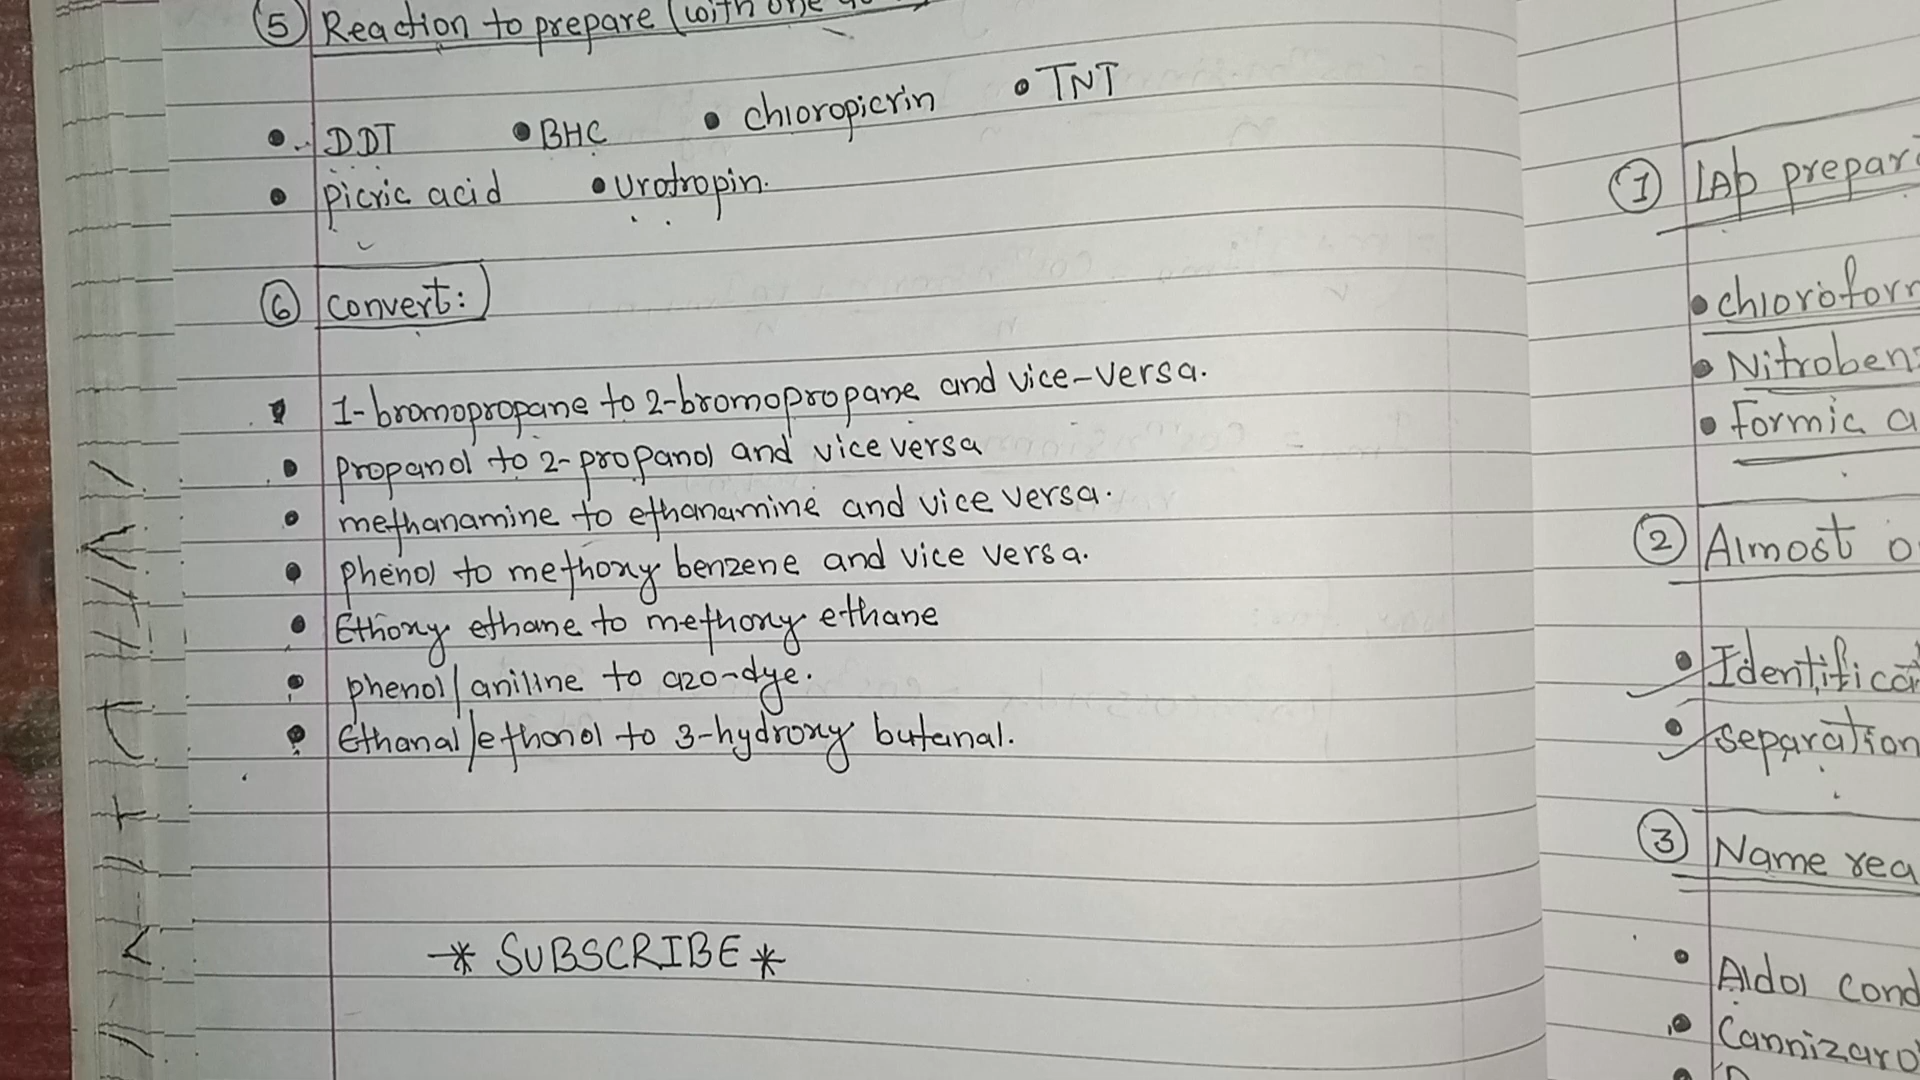 ⑤ Reaction to prepare (with one
• DDT • BHC • chloropicrin • TNT
• picric acid • urotropin.
⑥ convert:
• 1-bromopropane to 2-bromopropane and vice-versa.
• propanol to 2-propanol and vice versa
• methanamine to ethanamine and vice versa.
• phenol to methoxy benzene and vice versa.
• Ethoxy ethane to methoxy ethane
• phenol/aniline to azo-dye.
• Ethanal/ethanol to 3-hydroxy butanal.
* SUBSCRIBE *
① Lab prepar
• chloroform
• Nitroben
• Formic a
② Almost o
• Identifica
• separation
③ Name rea
• Aldol cond
• Cannizaro